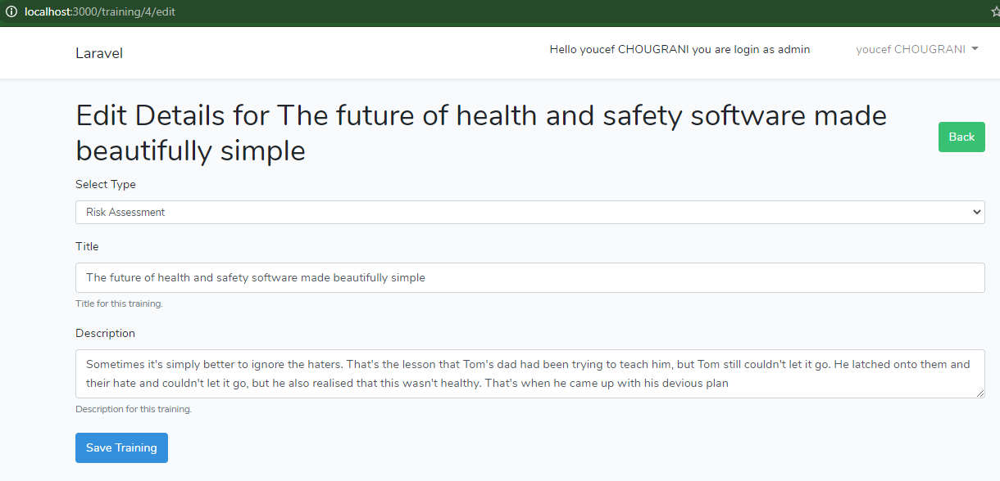 localhost:3000/training/4/edit
Laravel
Hello youcef CHOUGRANI you are login as admin
youcef CHOUGRANI
Edit Details for The future of health and safety software made
beautifully simple
Back
Select Type
Risk Assessment
Title
The future of health and safety software made beautifully simple
Title for this training.
Description
Sometimes it's simply better to ignore the haters. That's the lesson that Tom's dad had been trying to teach him, but Tom still couldn't let it go. He latched onto them and
their hate and couldn't let it go, but he also realised that this wasn't healthy. That's when he came up with his devious plan
Description for this training.
Save Training